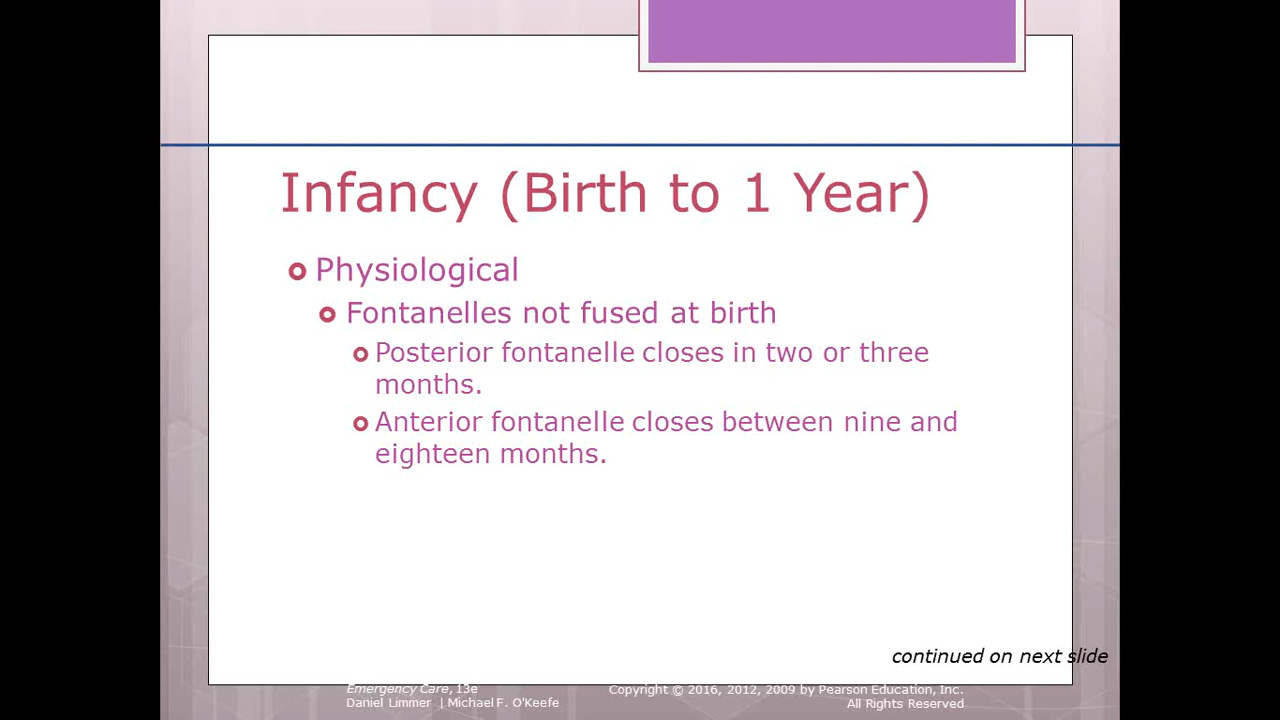 Infancy (Birth to 1 Year)
Physiological
Fontanelles not fused at birth
Posterior fontanelle closes in two or three
months.
Anterior fontanelle closes between nine and
eighteen months.
continued on next slide
Emergency Care, 13e
Daniel Limmer | Michael F. O'Keefe
Copyright © 2016, 2012, 2009 by Pearson Education, Inc.
All Rights Reserved